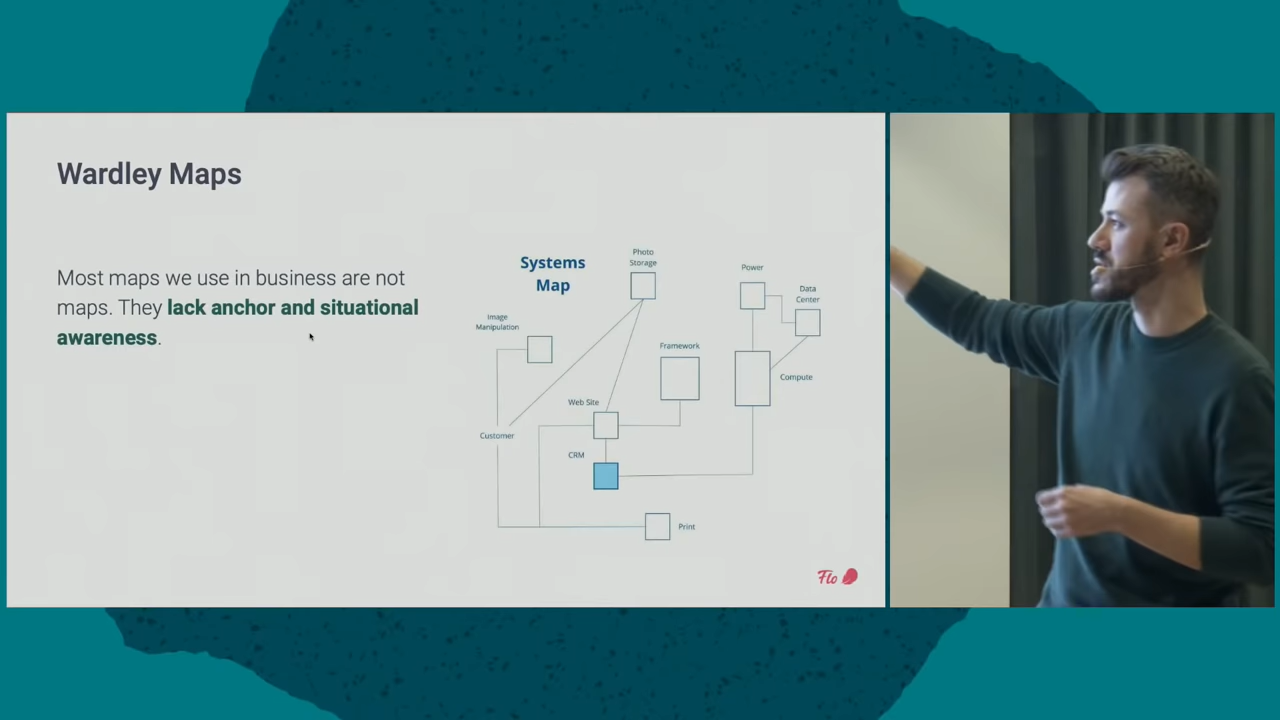 Wardley Maps
Most maps we use in business are not
maps. They lack anchor and situational
awareness.
Systems
Map
Photo
Storage
Power
Data
Center
Image
Manipulation
Framework
Compute
Web Site
Customer
CRM
Print
Flo